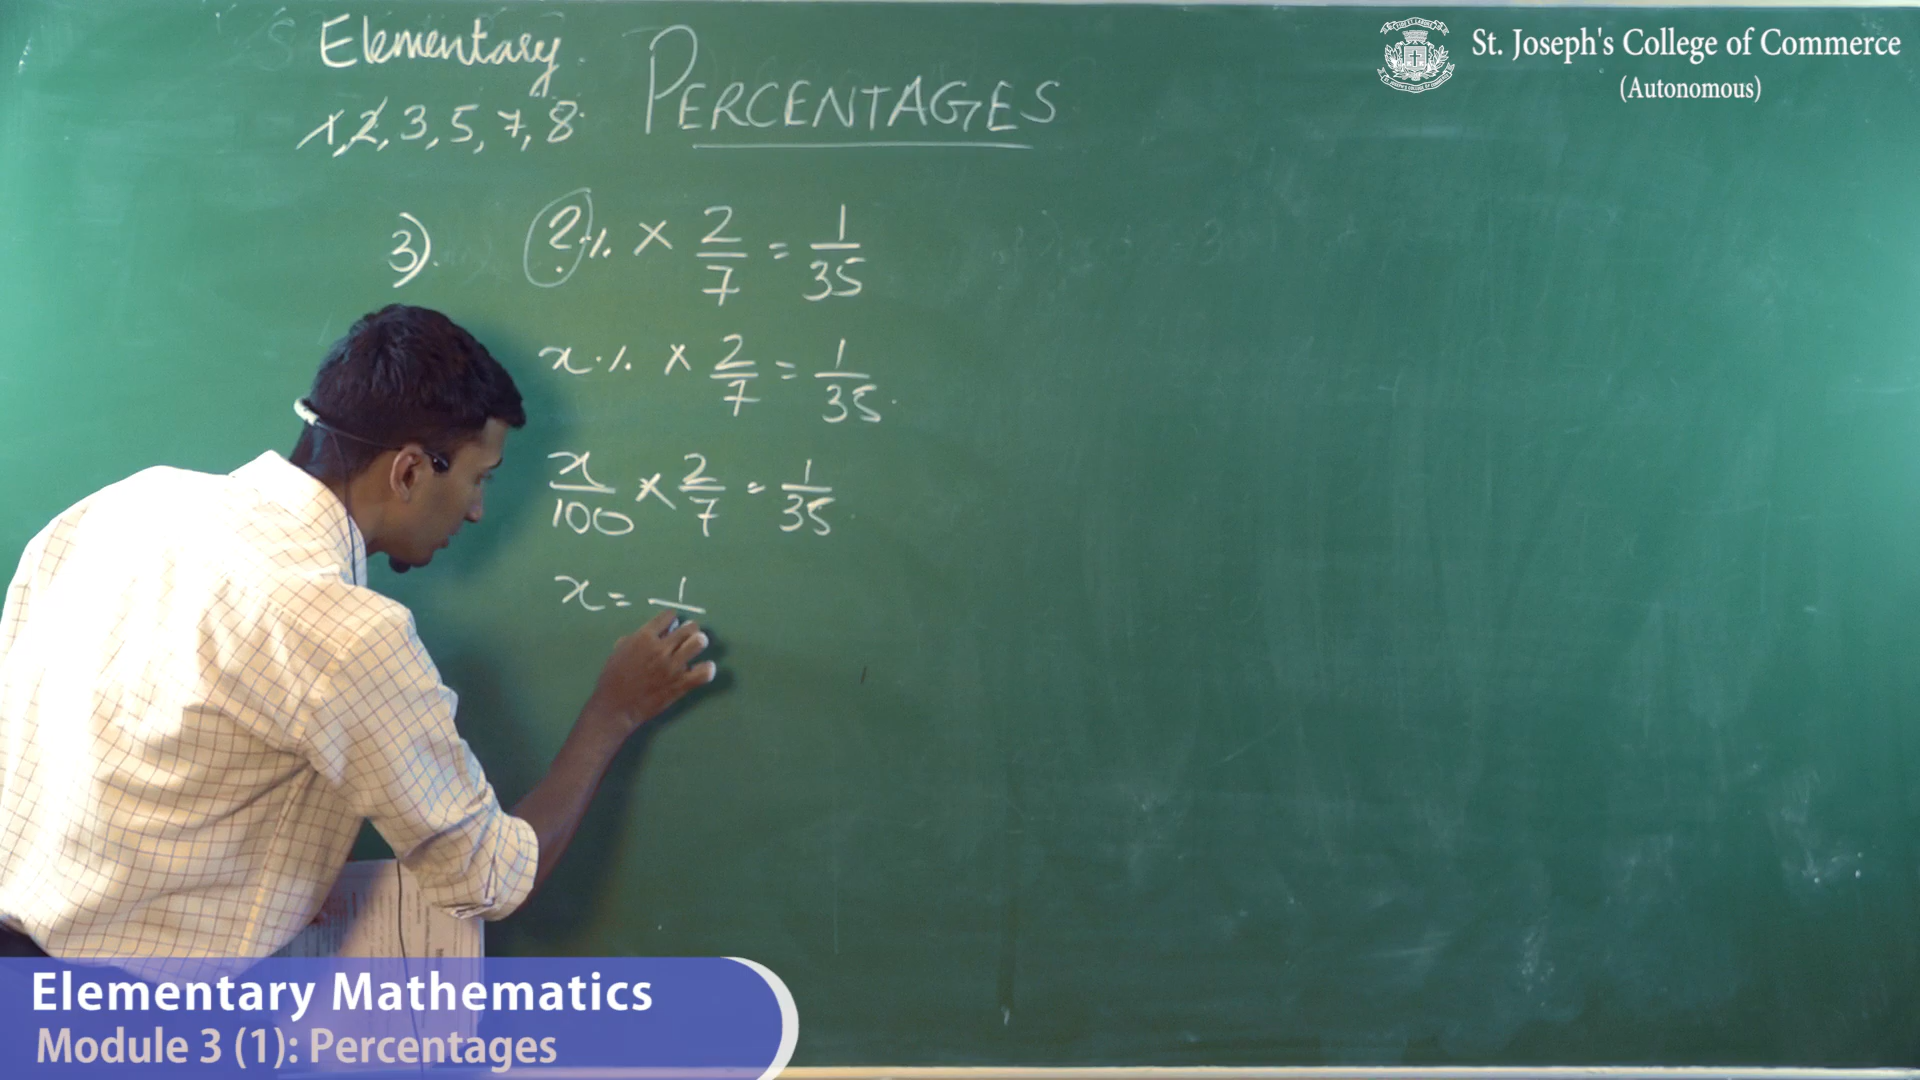 St. Joseph's College of Commerce
(Autonomous)
Elementary.
1, 2, 3, 5, 7, 8.
PERCENTAGES
3). ?% × 2/7 = 1/35
x% × 2/7 = 1/35.
x/100 × 2/7 = 1/35.
x = 1/
Elementary Mathematics
Module 3 (1): Percentages